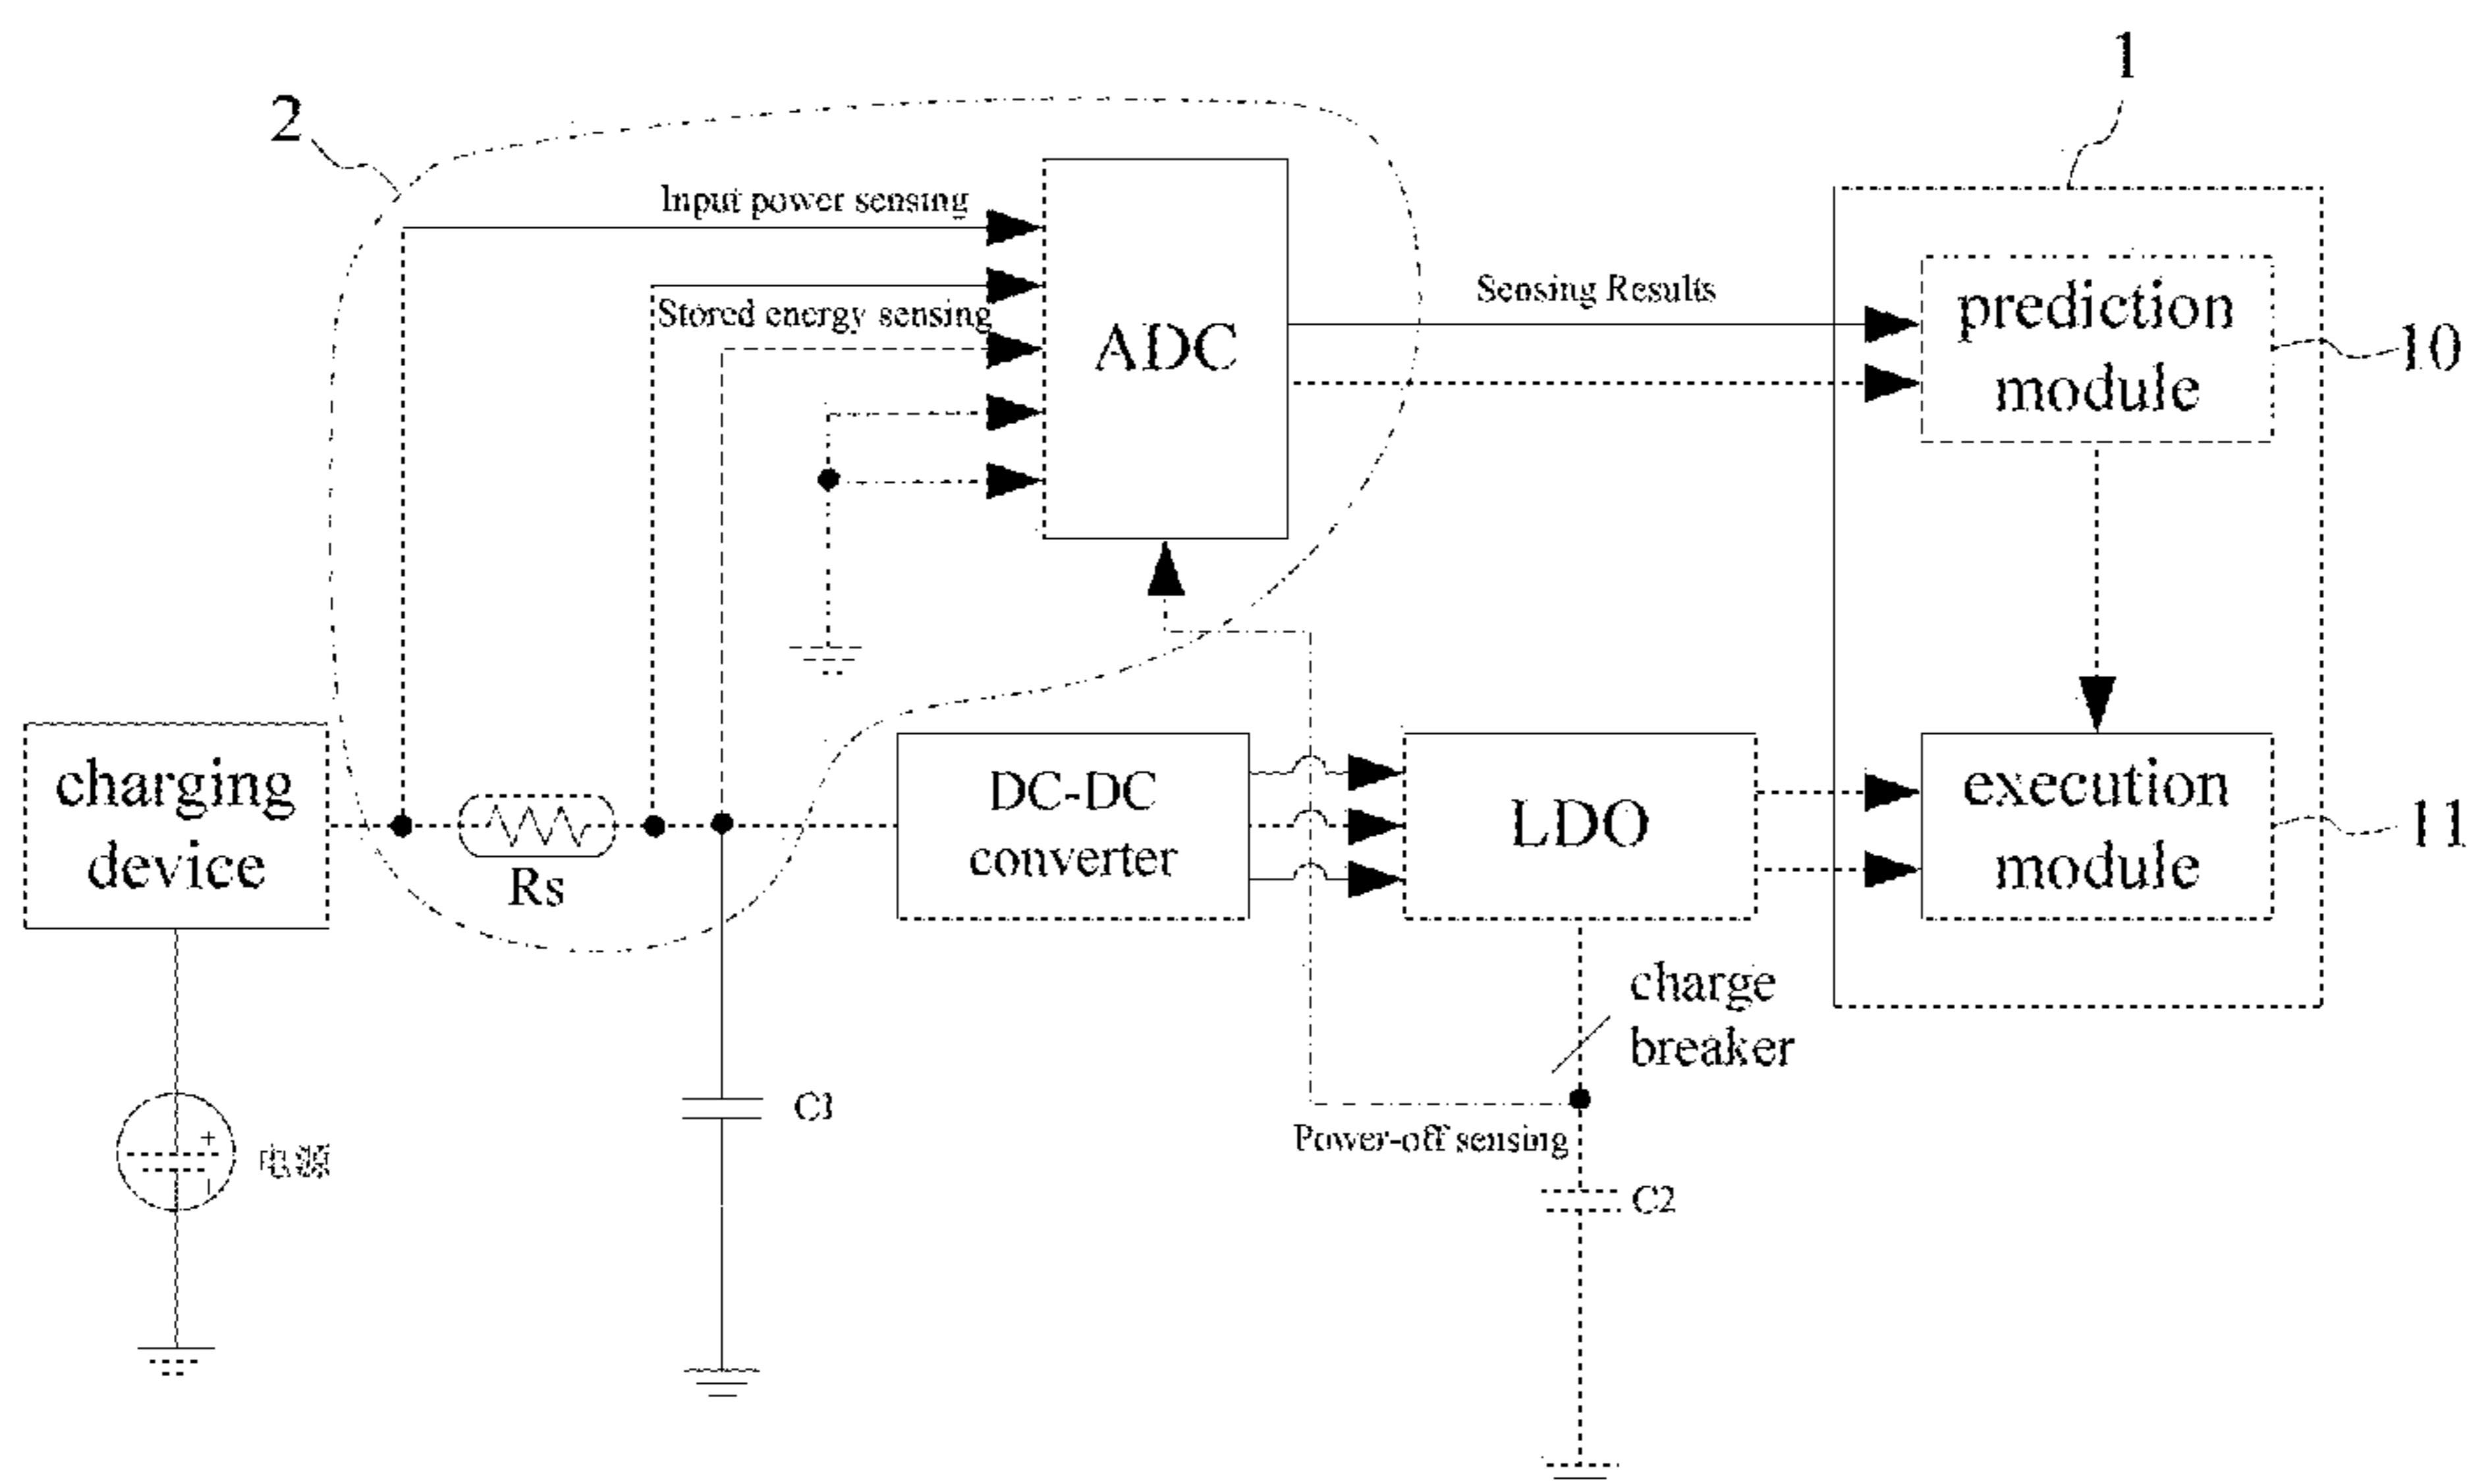 1
2
Input power sensing
Stored energy sensing
ADC
Sensing Results
prediction
module
10
charging
device
Rs
DC-DC
converter
LDO
execution
module
11
charge
breaker
C1
+
电源
Power-off sensing
C2